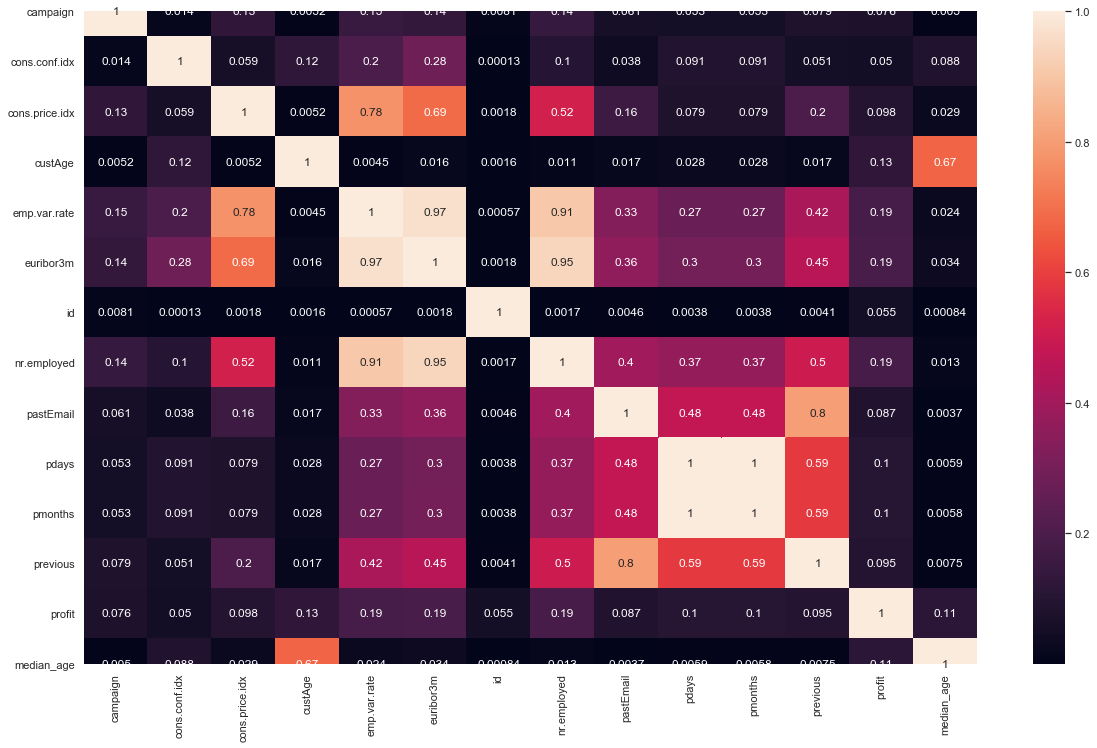 campaign 1 0.014 0.13 0.0052 0.15 0.14 0.0081 0.14 0.061 0.053 0.053 0.079 0.076 0.005 1.0
cons.conf.idx 0.014 1 0.059 0.12 0.2 0.28 0.00013 0.1 0.038 0.091 0.091 0.051 0.05 0.088
cons.price.idx 0.13 0.059 1 0.0052 0.78 0.69 0.0018 0.52 0.16 0.079 0.079 0.2 0.098 0.029
0.8
custAge 0.0052 0.12 0.0052 1 0.0045 0.016 0.0016 0.011 0.017 0.028 0.028 0.017 0.13 0.67
emp.var.rate 0.15 0.2 0.78 0.0045 1 0.97 0.00057 0.91 0.33 0.27 0.27 0.42 0.19 0.024
euribor3m 0.14 0.28 0.69 0.016 0.97 1 0.0018 0.95 0.36 0.3 0.3 0.45 0.19 0.034
0.6
id 0.0081 0.00013 0.0018 0.0016 0.00057 0.0018 1 0.0017 0.0046 0.0038 0.0038 0.0041 0.055 0.00084
nr.employed 0.14 0.1 0.52 0.011 0.91 0.95 0.0017 1 0.4 0.37 0.37 0.5 0.19 0.013
0.4
pastEmail 0.061 0.038 0.16 0.017 0.33 0.36 0.0046 0.4 1 0.48 0.48 0.8 0.087 0.0037
pdays 0.053 0.091 0.079 0.028 0.27 0.3 0.0038 0.37 0.48 1 1 0.59 0.1 0.0059
pmonths 0.053 0.091 0.079 0.028 0.27 0.3 0.0038 0.37 0.48 1 1 0.59 0.1 0.0058
0.2
previous 0.079 0.051 0.2 0.017 0.42 0.45 0.0041 0.5 0.8 0.59 0.59 1 0.095 0.0075
profit 0.076 0.05 0.098 0.13 0.19 0.19 0.055 0.19 0.087 0.1 0.1 0.095 1 0.11
median_age 0.005 0.088 0.029 0.67 0.024 0.034 0.00084 0.013 0.0037 0.0059 0.0058 0.0075 0.11 1
campaign cons.conf.idx cons.price.idx custAge emp.var.rate euribor3m id nr.employed pastEmail pdays pmonths previous profit median_age